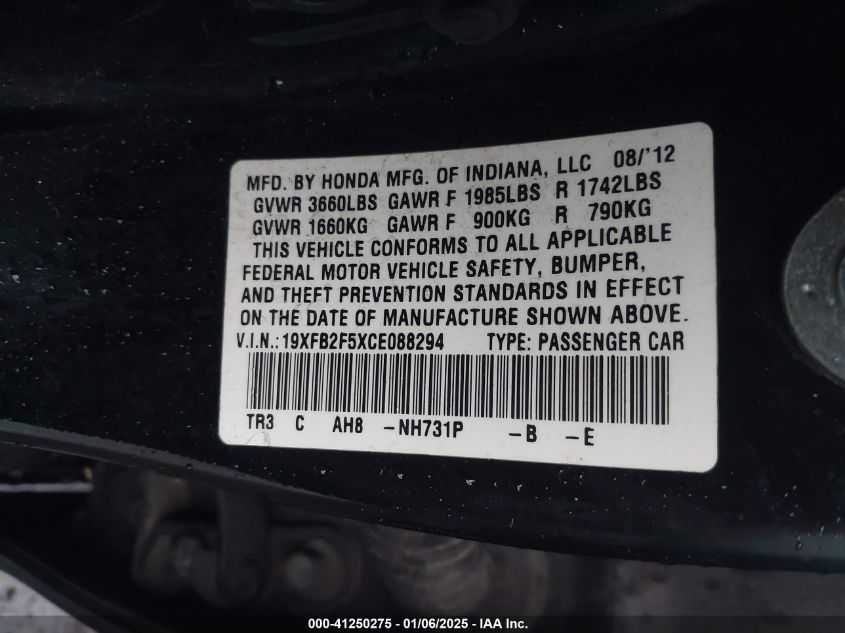 MFD. BY HONDA MFG. OF INDIANA, LLC 08/'12
GVWR 3660LBS GAWR F 1985LBS R 1742LBS
GVWR 1660KG GAWR F 900KG R 790KG
THIS VEHICLE CONFORMS TO ALL APPLICABLE
FEDERAL MOTOR VEHICLE SAFETY, BUMPER,
AND THEFT PREVENTION STANDARDS IN EFFECT
ON THE DATE OF MANUFACTURE SHOWN ABOVE.
V.I.N.:19XFB2F5XCE088294 TYPE: PASSENGER CAR
TR3 C AH8 -NH731P -B -E
000-41250275 | 01/06/2025 - © IAA Inc.